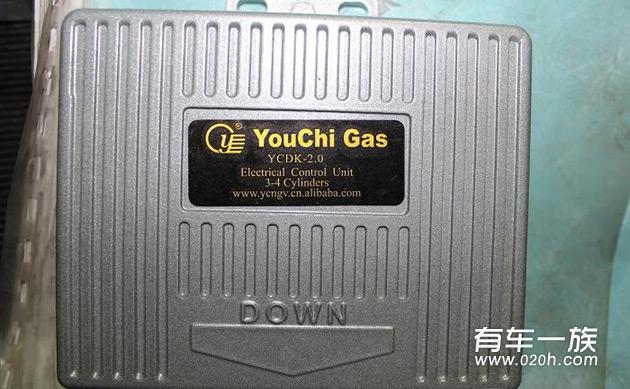 YouChi Gas
YCDK-2.0
Electrical Control Unit
3-4 Cylinders
www.ycngv.cn.alibaba.com
DOWN
有车一族
www.020h.com